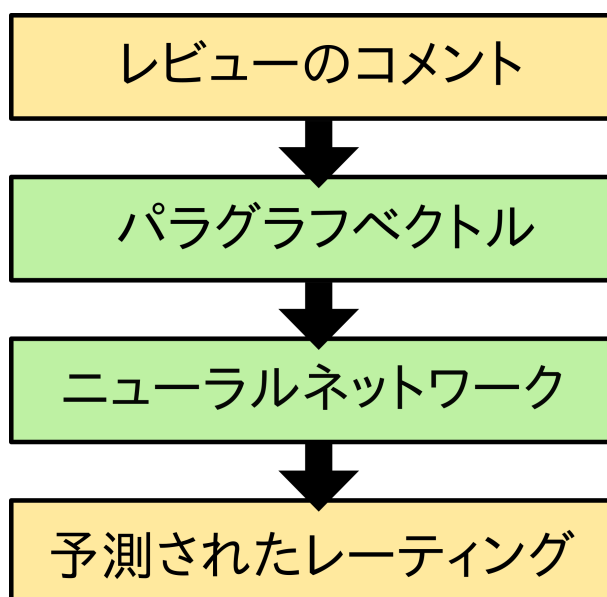 レビューのコメント
パラグラフベクトル
ニューラルネットワーク
予測されたレーティング